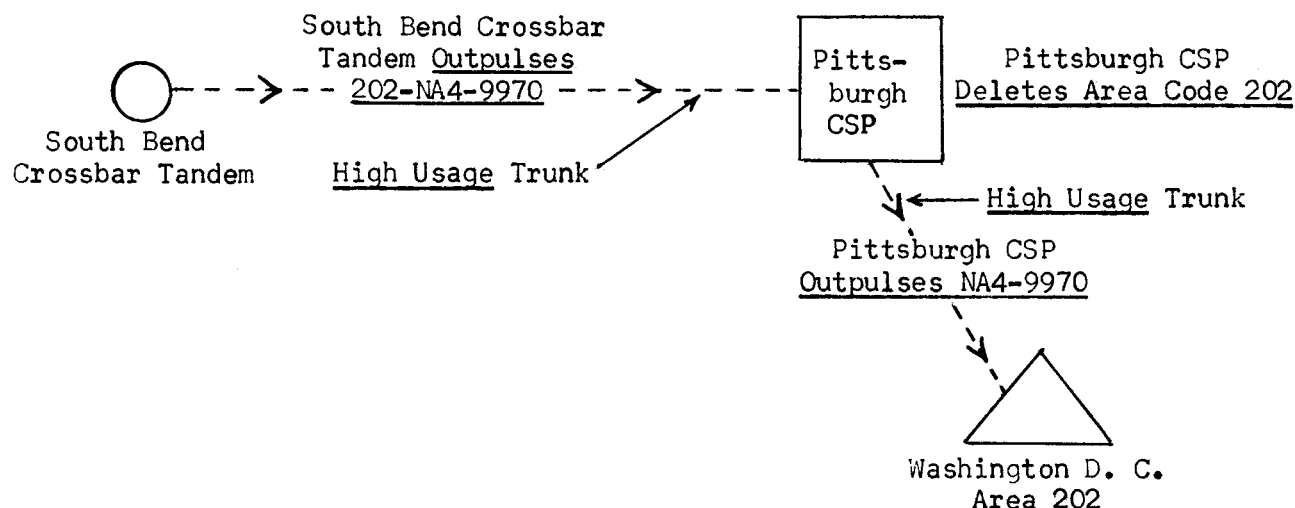 South Bend Crossbar
Tandem Outpulses
202-NA4-9970
South Bend
Crossbar Tandem
High Usage Trunk
Pitts-
burgh
CSP
Pittsburgh CSP
Deletes Area Code 202
High Usage Trunk
Pittsburgh CSP
Outpulses NA4-9970
Washington D. C.
Area 202